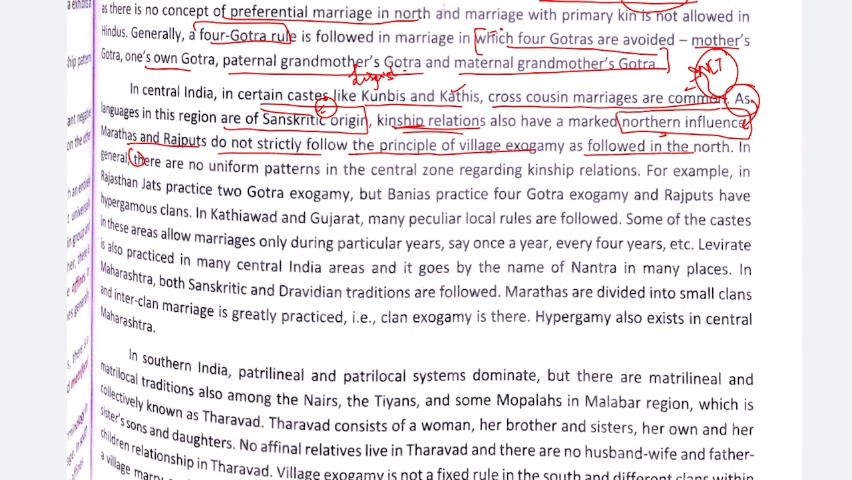 as there is no concept of preferential marriage in north and marriage with primary kin is not allowed in
Hindus. Generally, a four-Gotra rule is followed in marriage in which four Gotras are avoided – mother's
Gotra, one's own Gotra, paternal grandmother's Gotra and maternal grandmother's Gotra.
In central India, in certain castes like Kunbis and Kathis, cross cousin marriages are common. As
languages in this region are of Sanskritic origin, kinship relations also have a marked northern influence.
Marathas and Rajputs do not strictly follow the principle of village exogamy as followed in the north. In
general, there are no uniform patterns in the central zone regarding kinship relations. For example, in
Rajasthan Jats practice two Gotra exogamy, but Banias practice four Gotra exogamy and Rajputs have
hypergamous clans. In Kathiawad and Gujarat, many peculiar local rules are followed. Some of the castes
in these areas allow marriages only during particular years, say once a year, every four years, etc. Levirate
is also practiced in many central India areas and it goes by the name of Nantra in many places. In
Maharashtra, both Sanskritic and Dravidian traditions are followed. Marathas are divided into small clans
and inter-clan marriage is greatly practiced, i.e., clan exogamy is there. Hypergamy also exists in central
Maharashtra.
In southern India, patrilineal and patrilocal systems dominate, but there are matrilineal and
matrilocal traditions also among the Nairs, the Tiyans, and some Mopalahs in Malabar region, which is
collectively known as Tharavad. Tharavad consists of a woman, her brother and sisters, her own and her
sister's sons and daughters. No affinal relatives live in Tharavad and there are no husband-wife and father-
children relationship in Tharavad. Village exogamy is not a fixed rule in the south and different clans within
a village marry